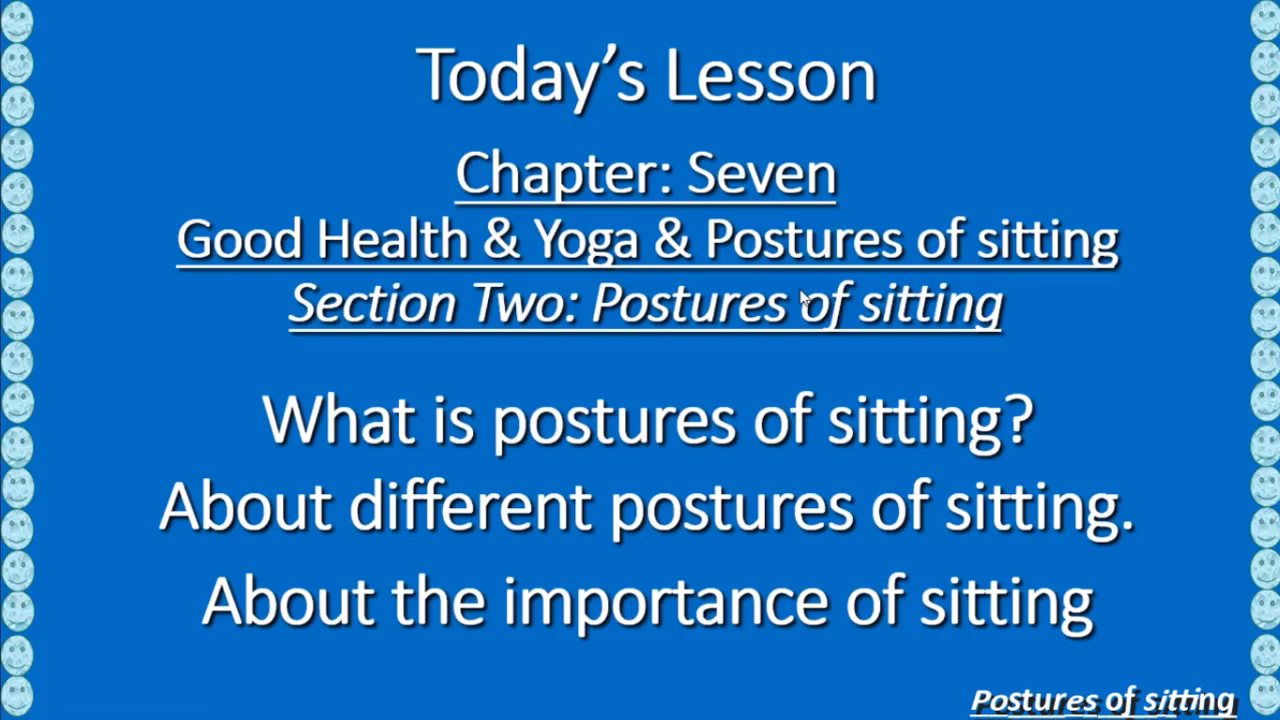 Today’s Lesson
Chapter: Seven
Good Health & Yoga & Postures of sitting
Section Two: Postures of sitting
What is postures of sitting?
About different postures of sitting.
About the importance of sitting
Postures of sitting